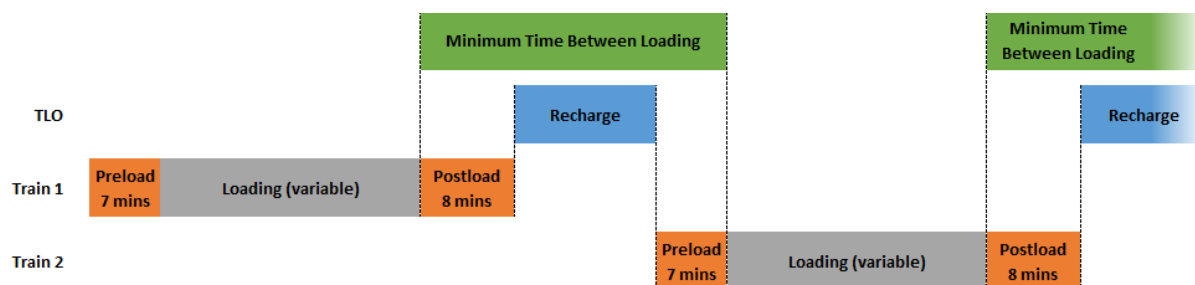 Minimum Time Between Loading
Minimum Time
Between Loading
TLO
Recharge
Recharge
Train 1
Preload
7 mins
Loading (variable)
Postload
8 mins
Train 2
Preload
7 mins
Loading (variable)
Postload
8 mins